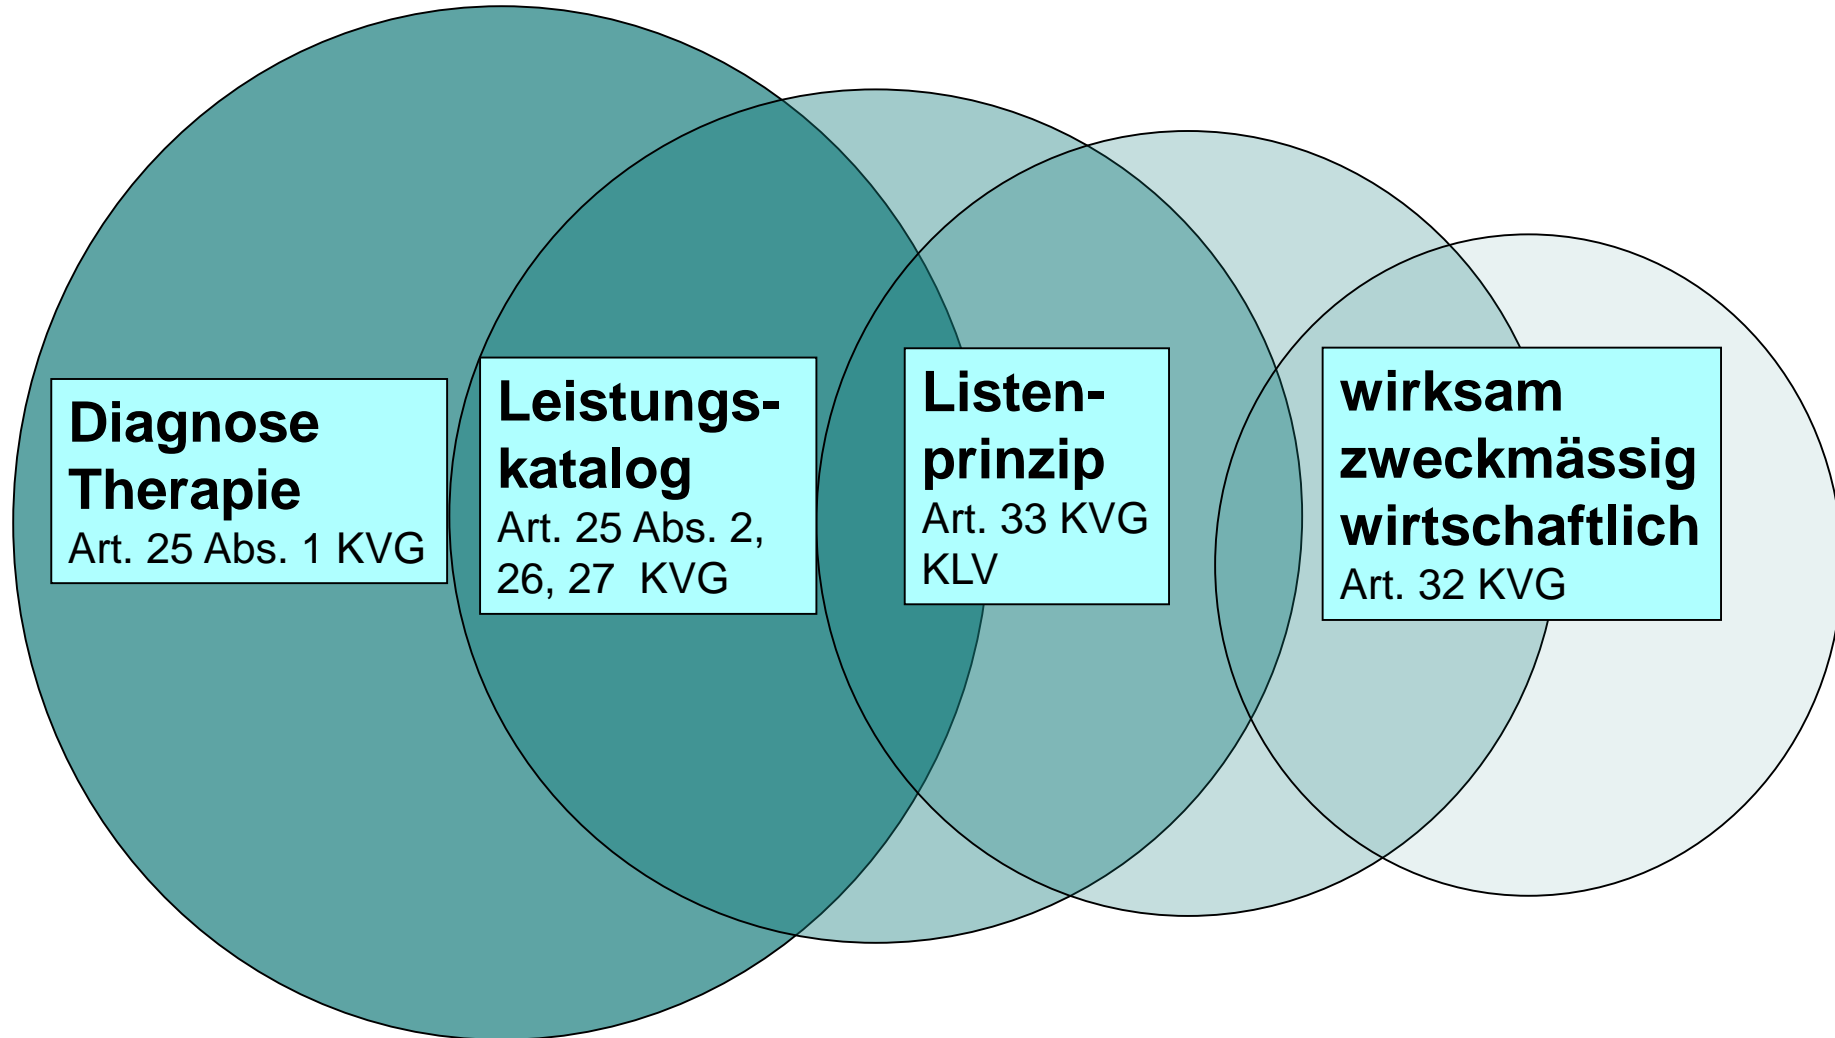 Diagnose
Therapie
Art. 25 Abs. 1 KVG
Leistungs-
katalog
Art. 25 Abs. 2,
26, 27 KVG
Listen-
prinzip
Art. 33 KVG
KLV
wirksam
zweckmässig
wirtschaftlich
Art. 32 KVG